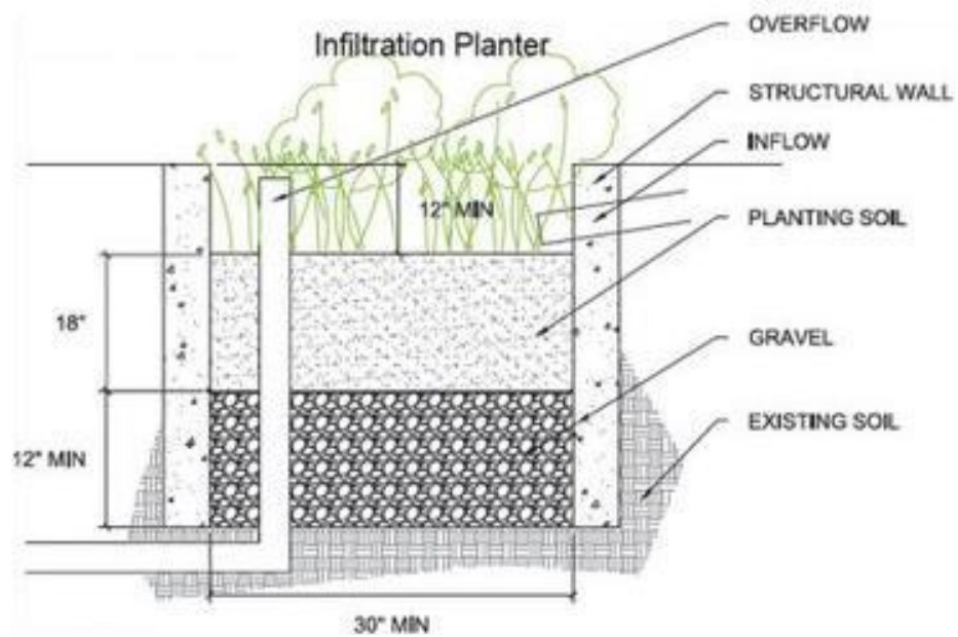 Infiltration Planter
OVERFLOW
STRUCTURAL WALL
INFLOW
12" MIN
PLANTING SOIL
18"
GRAVEL
EXISTING SOIL
12" MIN
30" MIN